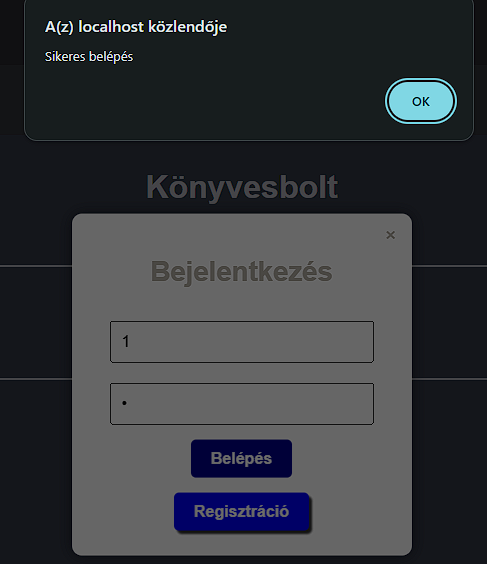 A(z) localhost közlendője
Sikeres belépés
OK
Könyvesbolt
×
Bejelentkezés
1
•
Belépés
Regisztráció